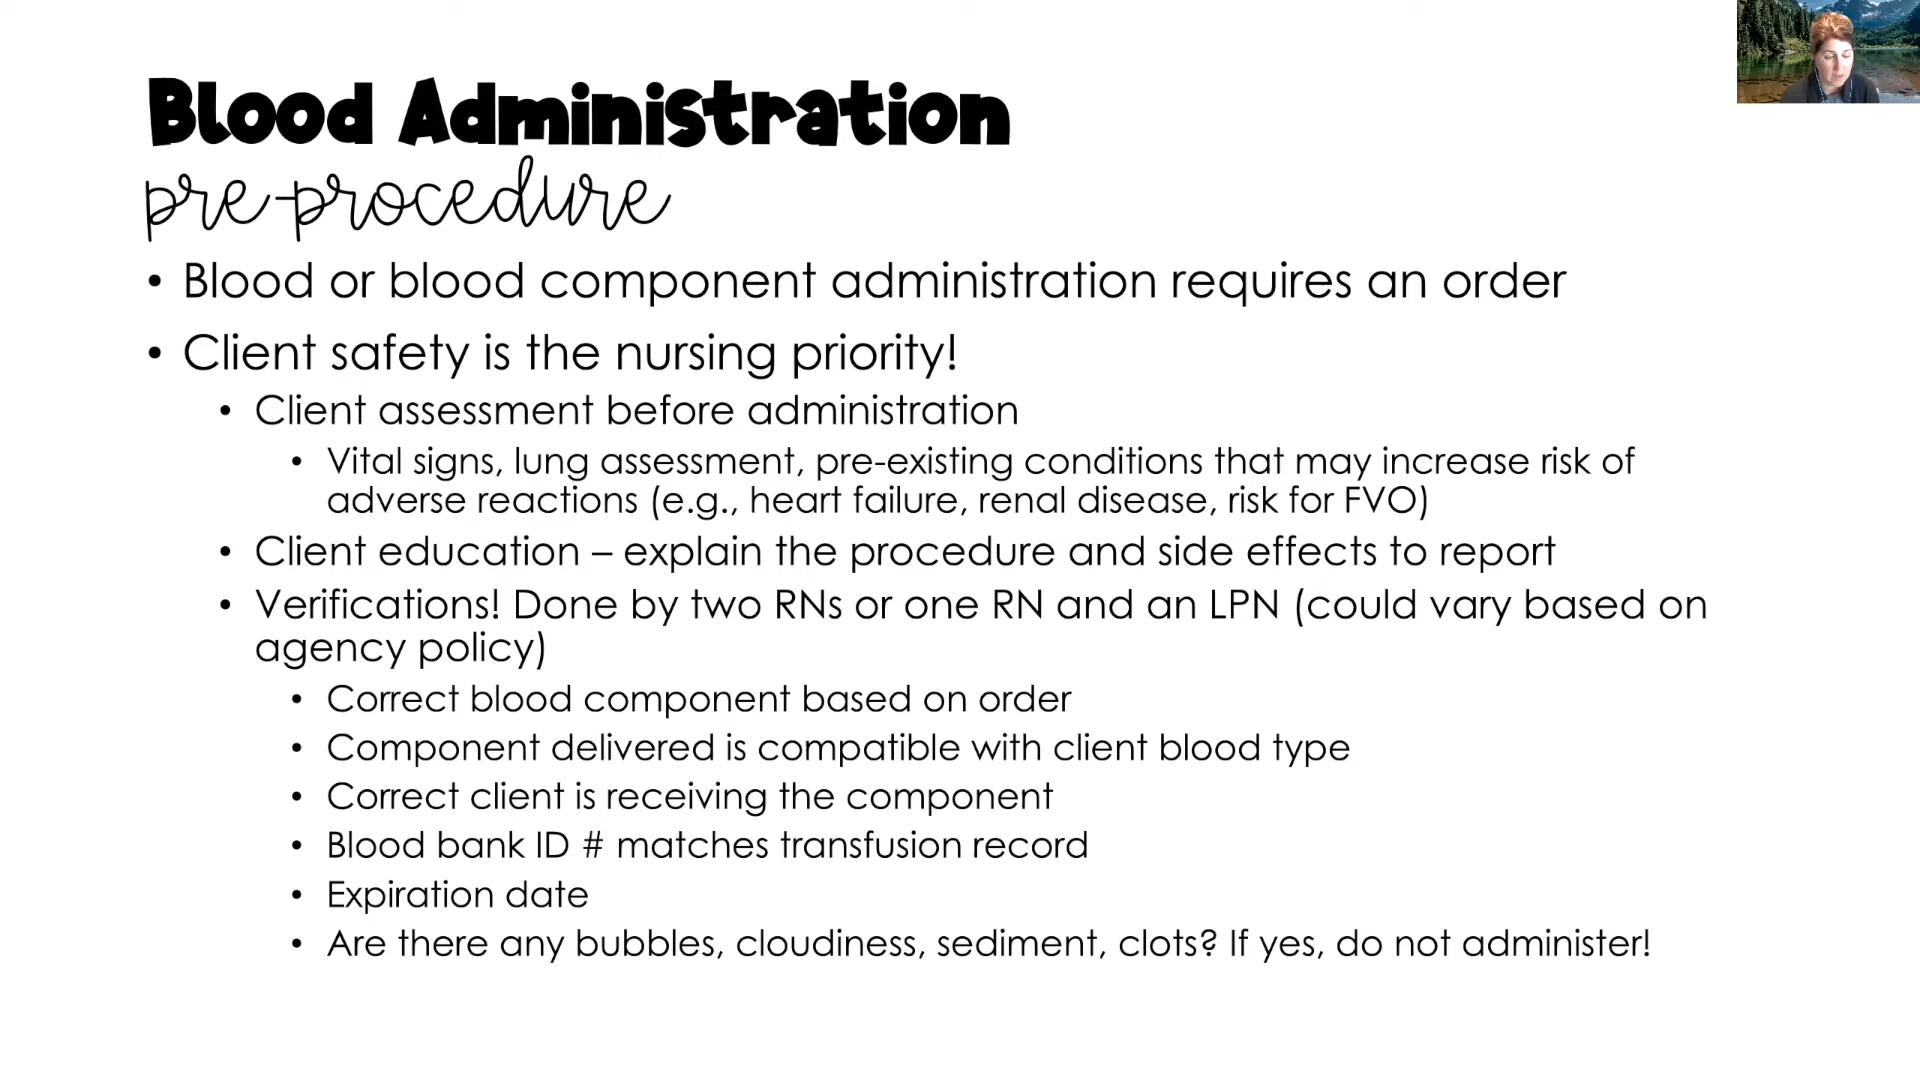 Blood Administration
pre-procedure
• Blood or blood component administration requires an order
• Client safety is the nursing priority!
• Client assessment before administration
• Vital signs, lung assessment, pre-existing conditions that may increase risk of
adverse reactions (e.g., heart failure, renal disease, risk for FVO)
• Client education – explain the procedure and side effects to report
• Verifications! Done by two RNs or one RN and an LPN (could vary based on
agency policy)
• Correct blood component based on order
• Component delivered is compatible with client blood type
• Correct client is receiving the component
• Blood bank ID # matches transfusion record
• Expiration date
• Are there any bubbles, cloudiness, sediment, clots? If yes, do not administer!